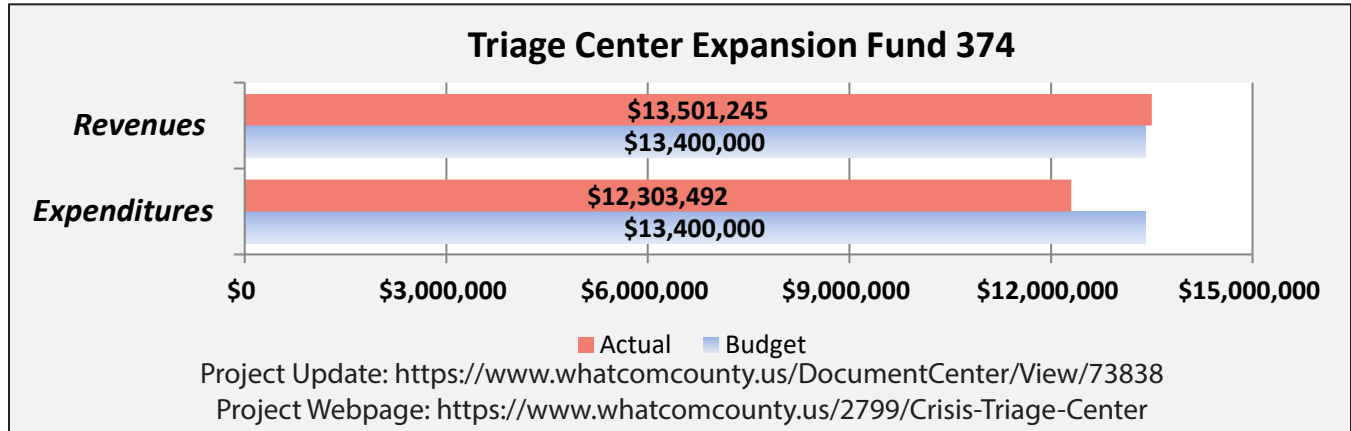 Triage Center Expansion Fund 374
Revenues
$13,501,245
$13,400,000
Expenditures
$12,303,492
$13,400,000
$0 $3,000,000 $6,000,000 $9,000,000 $12,000,000 $15,000,000
Actual Budget
Project Update: https://www.whatcomcounty.us/DocumentCenter/View/73838
Project Webpage: https://www.whatcomcounty.us/2799/Crisis-Triage-Center